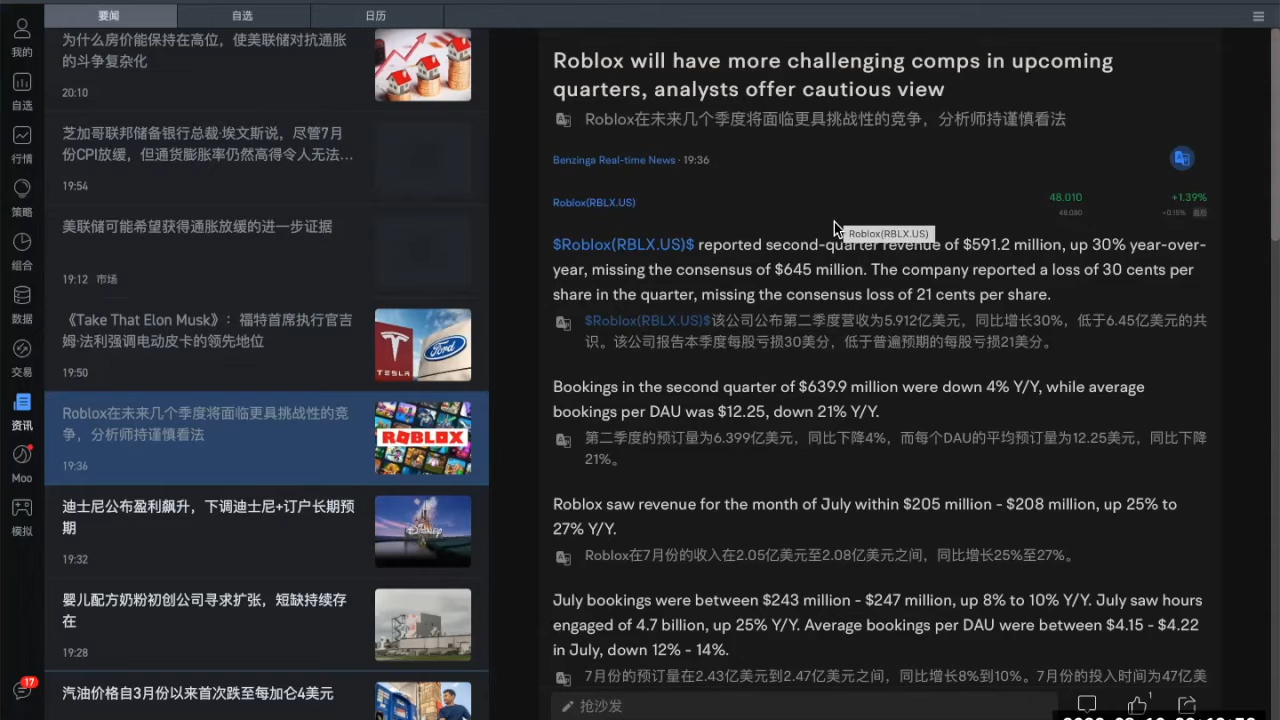 要闻
自选
日历
我的
自选
行情
策略
组合
数据
交易
资讯
Moo
模拟
17
为什么房价能保持在高位，使美联储对抗通胀
的斗争复杂化
20:10
芝加哥联邦储备银行总裁·埃文斯说，尽管7月
份CPI放缓，但通货膨胀率仍然高得令人无法…
19:54
美联储可能希望获得通胀放缓的进一步证据
19:12 市场
《Take That Elon Musk》：福特首席执行官吉
姆·法利强调电动皮卡的领先地位
19:50
TESLA
Ford
Roblox在未来几个季度将面临更具挑战性的竞
争，分析师持谨慎看法
19:36
ROBLOX
迪士尼公布盈利飙升，下调迪士尼+订户长期预
期
19:32
Disney
婴儿配方奶粉初创公司寻求扩张，短缺持续存
在
19:28
汽油价格自3月份以来首次跌至每加仑4美元
Roblox will have more challenging comps in upcoming
quarters, analysts offer cautious view
Roblox在未来几个季度将面临更具挑战性的竞争，分析师持谨慎看法
Benzinga Real-time News · 19:36
Roblox(RBLX.US)
48.010
+1.39%
48.080
+0.15%
Roblox(RBLX.US)
$Roblox(RBLX.US)$ reported second-quarter revenue of $591.2 million, up 30% year-over-
year, missing the consensus of $645 million. The company reported a loss of 30 cents per
share in the quarter, missing the consensus loss of 21 cents per share.
$Roblox(RBLX.US)$该公司公布第二季度营收为5.912亿美元，同比增长30%，低于6.45亿美元的共
识。该公司报告本季度每股亏损30美分，低于普遍预期的每股亏损21美分。
Bookings in the second quarter of $639.9 million were down 4% Y/Y, while average
bookings per DAU was $12.25, down 21% Y/Y.
第二季度的预订量为6.399亿美元，同比下降4%，而每个DAU的平均预订量为12.25美元，同比下降
21%。
Roblox saw revenue for the month of July within $205 million - $208 million, up 25% to
27% Y/Y.
Roblox在7月份的收入在2.05亿美元至2.08亿美元之间，同比增长25%至27%。
July bookings were between $243 million - $247 million, up 8% to 10% Y/Y. July saw hours
engaged of 4.7 billion, up 25% Y/Y. Average bookings per DAU were between $4.15 - $4.22
in July, down 12% - 14%.
7月份的预订量在2.43亿美元到2.47亿美元之间，同比增长8%到10%。7月份的投入时间为47亿美
抢沙发
1